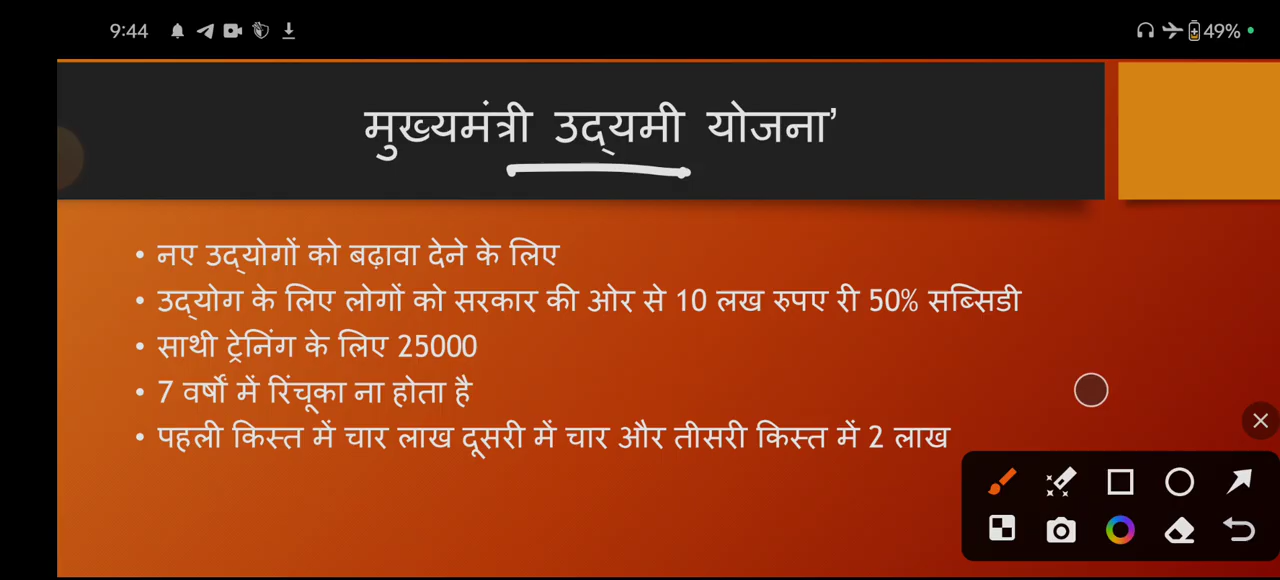 9:44
49%
मुख्यमंत्री उद्यमी योजना’
• नए उद्योगों को बढ़ावा देने के लिए
• उद्योग के लिए लोगों को सरकार की ओर से 10 लख रुपए री 50% सब्सिडी
• साथी ट्रेनिंग के लिए 25000
• 7 वर्षों में रिंचूका ना होता है
• पहली किस्त में चार लाख दूसरी में चार और तीसरी किस्त में 2 लाख